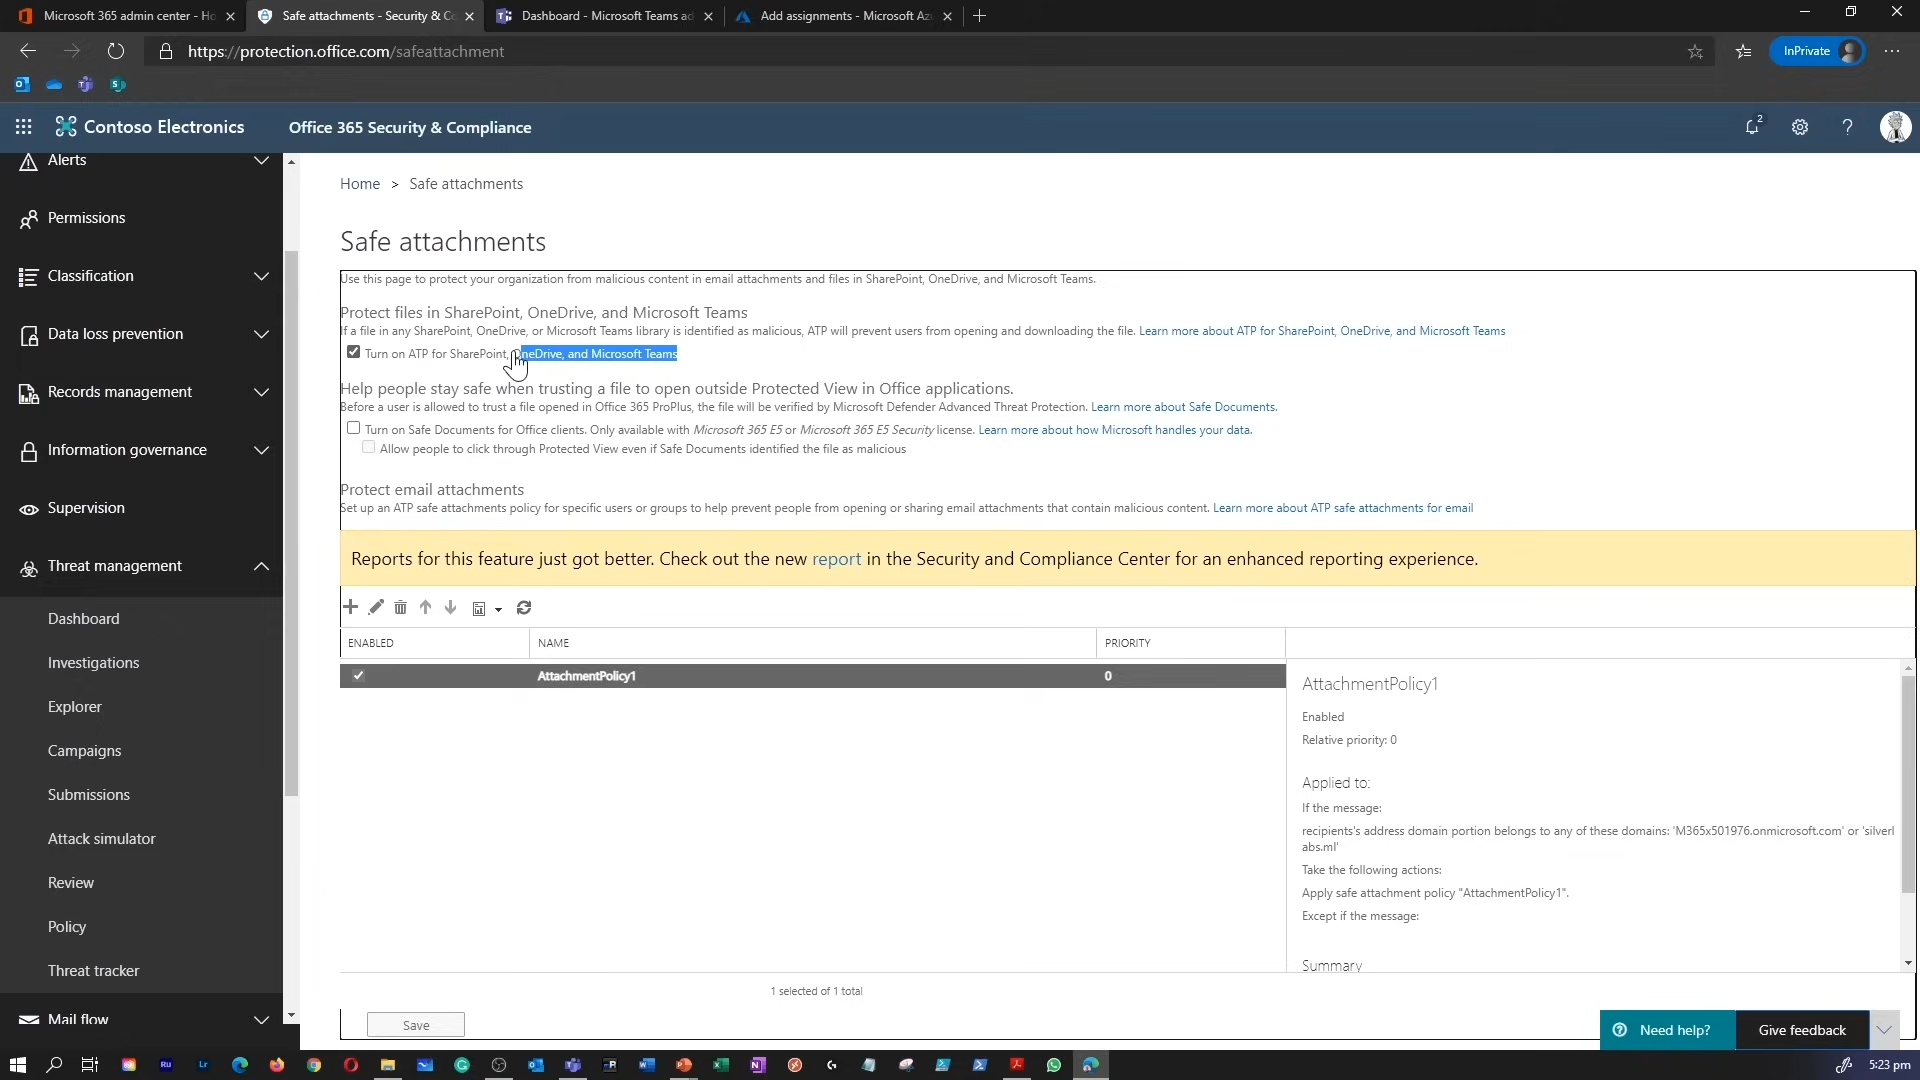 Microsoft 365 admin center - Ho
Safe attachments - Security & Co
Dashboard - Microsoft Teams ad
Add assignments - Microsoft Az
https://protection.office.com/safeattachment
InPrivate
Contoso Electronics
Office 365 Security & Compliance
2
Alerts
Permissions
Classification
Data loss prevention
Records management
Information governance
Supervision
Threat management
Dashboard
Investigations
Explorer
Campaigns
Submissions
Attack simulator
Review
Policy
Threat tracker
Mail flow
Home > Safe attachments
Safe attachments
Use this page to protect your organization from malicious content in email attachments and files in SharePoint, OneDrive, and Microsoft Teams.
Protect files in SharePoint, OneDrive, and Microsoft Teams
If a file in any SharePoint, OneDrive, or Microsoft Teams library is identified as malicious, ATP will prevent users from opening and downloading the file. Learn more about ATP for SharePoint, OneDrive, and Microsoft Teams
Turn on ATP for SharePoint, OneDrive, and Microsoft Teams
Help people stay safe when trusting a file to open outside Protected View in Office applications.
Before a user is allowed to trust a file opened in Office 365 ProPlus, the file will be verified by Microsoft Defender Advanced Threat Protection. Learn more about Safe Documents.
Turn on Safe Documents for Office clients. Only available with Microsoft 365 E5 or Microsoft 365 E5 Security license. Learn more about how Microsoft handles your data.
Allow people to click through Protected View even if Safe Documents identified the file as malicious
Protect email attachments
Set up an ATP safe attachments policy for specific users or groups to help prevent people from opening or sharing email attachments that contain malicious content. Learn more about ATP safe attachments for email
Reports for this feature just got better. Check out the new report in the Security and Compliance Center for an enhanced reporting experience.
ENABLED NAME PRIORITY
AttachmentPolicy1 0
AttachmentPolicy1
Enabled
Relative priority: 0
Applied to:
If the message:
recipients's address domain portion belongs to any of these domains: 'M365x501976.onmicrosoft.com' or 'silverl
abs.ml'
Take the following actions:
Apply safe attachment policy "AttachmentPolicy1".
Except if the message:
Summary
1 selected of 1 total
Save
Need help?
Give feedback
5:23 pm